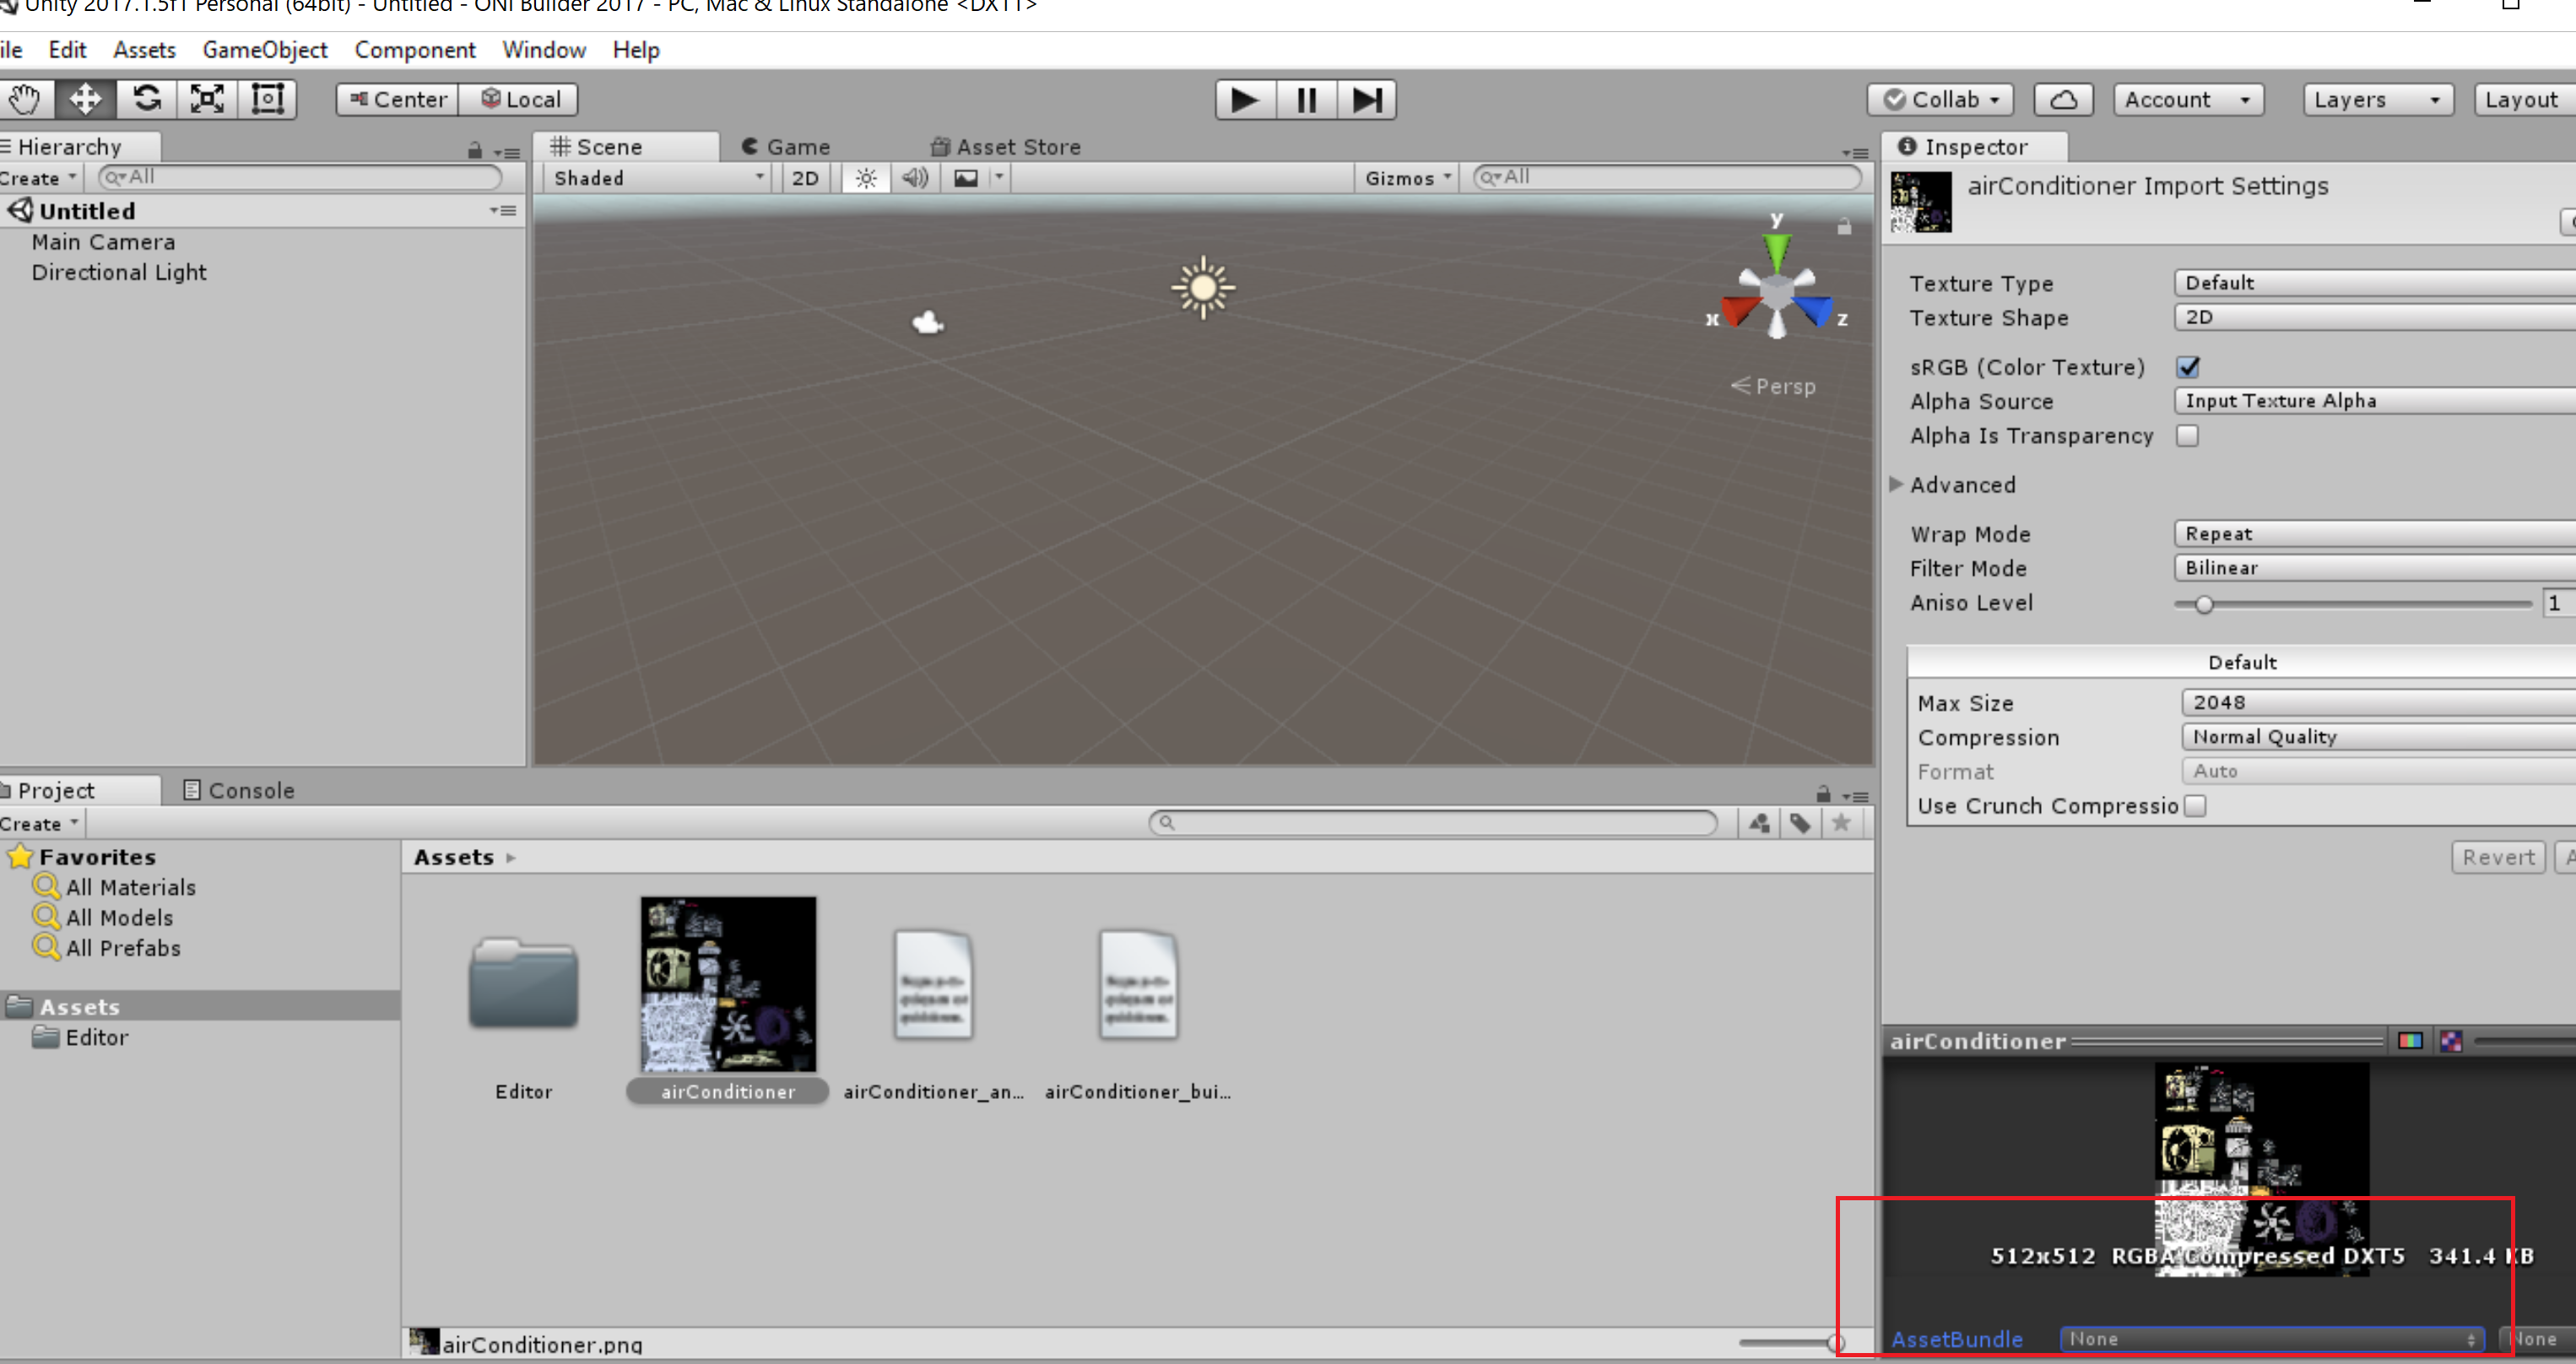 Unity 2017.1.5f1 Personal (64bit) - Untitled - ONI Builder 2017 - PC, Mac & Linux Standalone <DX11>
ile Edit Assets GameObject Component Window Help
Center Local Collab Account Layers Layout
Hierarchy
Create All
Untitled
Main Camera
Directional Light
Scene Game Asset Store
Shaded 2D Gizmos All
y
x z
Persp
Inspector
airConditioner Import Settings
Texture Type Default
Texture Shape 2D
sRGB (Color Texture)
Alpha Source Input Texture Alpha
Alpha Is Transparency
Advanced
Wrap Mode Repeat
Filter Mode Bilinear
Aniso Level 1
Default
Max Size 2048
Compression Normal Quality
Format Auto
Use Crunch Compressio
Revert A
Project Console
Create
Favorites
All Materials
All Models
All Prefabs
Assets
Editor
Assets
Editor airConditioner airConditioner_an... airConditioner_bui...
airConditioner.png
airConditioner
512x512 RGBA Compressed DXT5 341.4 KB
AssetBundle None None